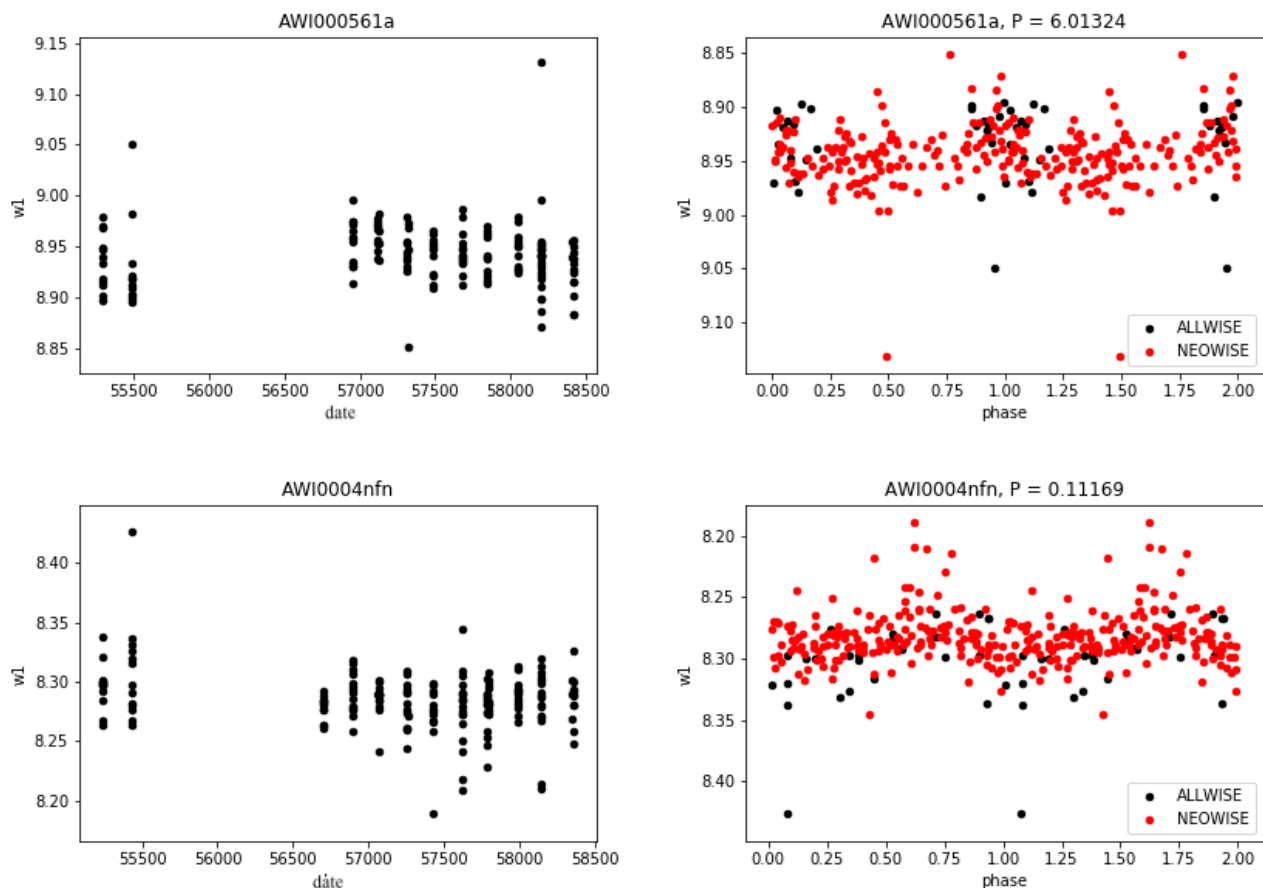 AWI000561a
9.15
9.10
9.05
9.00
8.95
8.90
8.85
w1
55500 56000 56500 57000 57500 58000 58500
date
AWI000561a, P = 6.01324
8.85
8.90
8.95
9.00
9.05
9.10
w1
ALLWISE
NEOWISE
0.00 0.25 0.50 0.75 1.00 1.25 1.50 1.75 2.00
phase
AWI0004nfn
8.40
8.35
8.30
8.25
8.20
w1
55500 56000 56500 57000 57500 58000 58500
date
AWI0004nfn, P = 0.11169
8.20
8.25
8.30
8.35
8.40
w1
ALLWISE
NEOWISE
0.00 0.25 0.50 0.75 1.00 1.25 1.50 1.75 2.00
phase